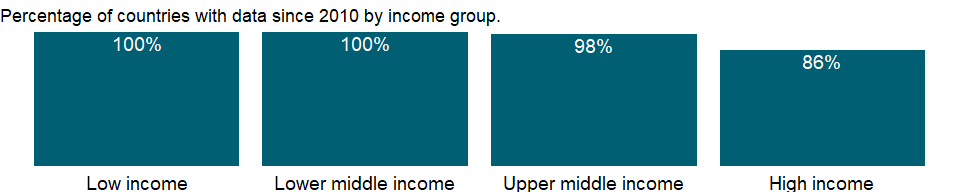 Percentage of countries with data since 2010 by income group.
100% 100% 98% 86%
Low income Lower middle income Upper middle income High income